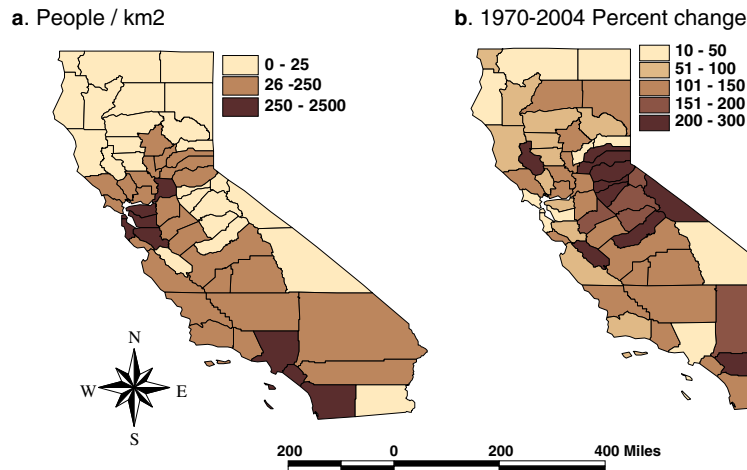 a. People / km2
0 - 25
26 -250
250 - 2500
b. 1970-2004 Percent change
10 - 50
51 - 100
101 - 150
151 - 200
200 - 300
N
W E
S
200 0 200 400 Miles